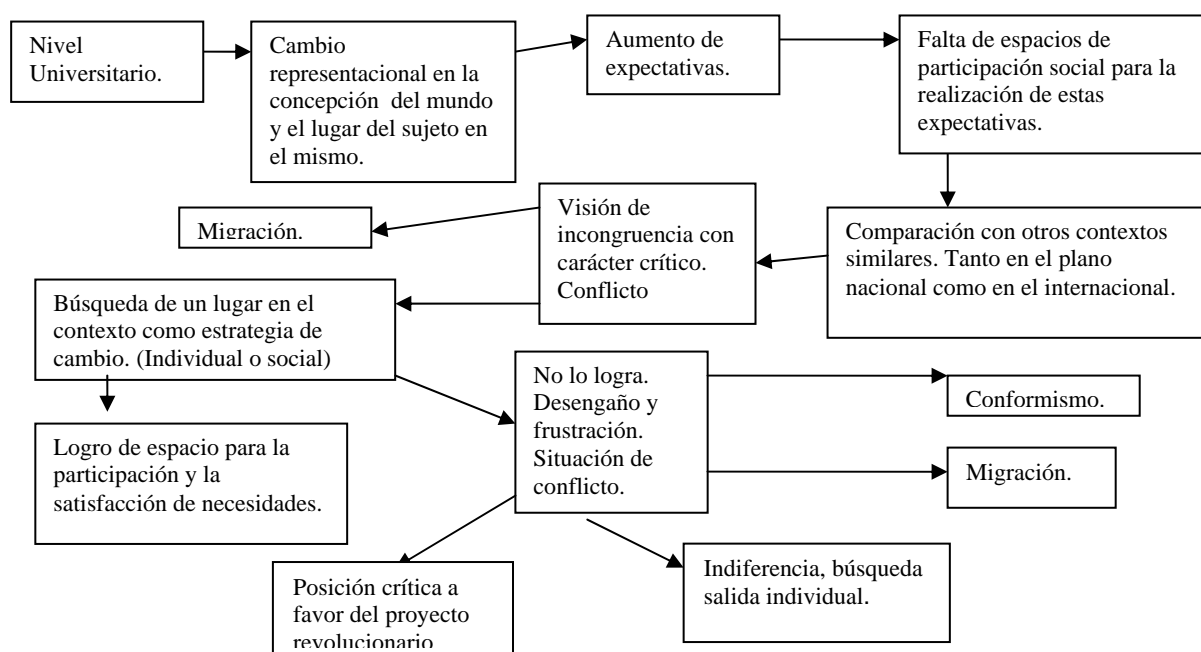 Nivel
Universitario.
Cambio
representacional en la
concepción del mundo
y el lugar del sujeto en
el mismo.
Aumento de
expectativas.
Falta de espacios de
participación social para la
realización de estas
expectativas.
Comparación con otros contextos
similares. Tanto en el plano
nacional como en el internacional.
Visión de
incongruencia con
carácter crítico.
Conflicto
Migración.
Búsqueda de un lugar en el
contexto como estrategia de
cambio. (Individual o social)
Logro de espacio para la
participación y la
satisfacción de necesidades.
No lo logra.
Desengaño y
frustración.
Situación de
conflicto.
Conformismo.
Migración.
Indiferencia, búsqueda
salida individual.
Posición crítica a
favor del proyecto
revolucionario